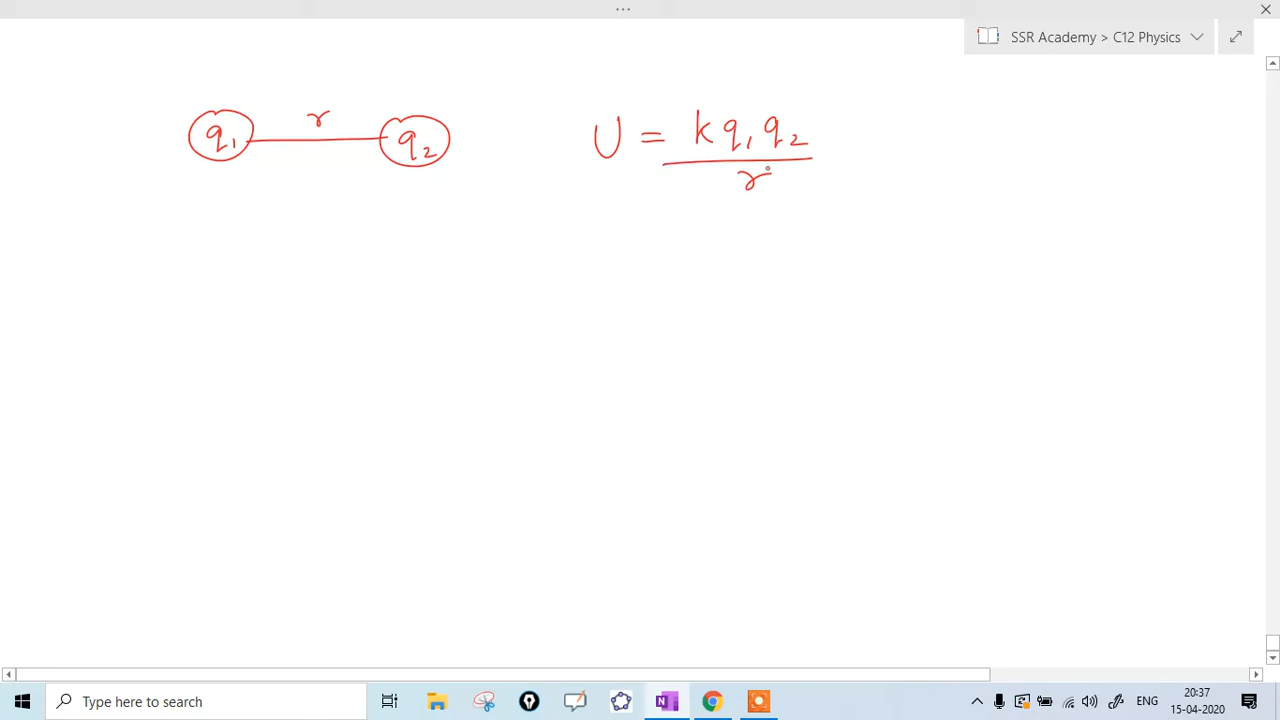 ...
SSR Academy > C12 Physics
q₁ r q₂ U = kq₁q₂
r
Type here to search
ENG
20:37
15-04-2020